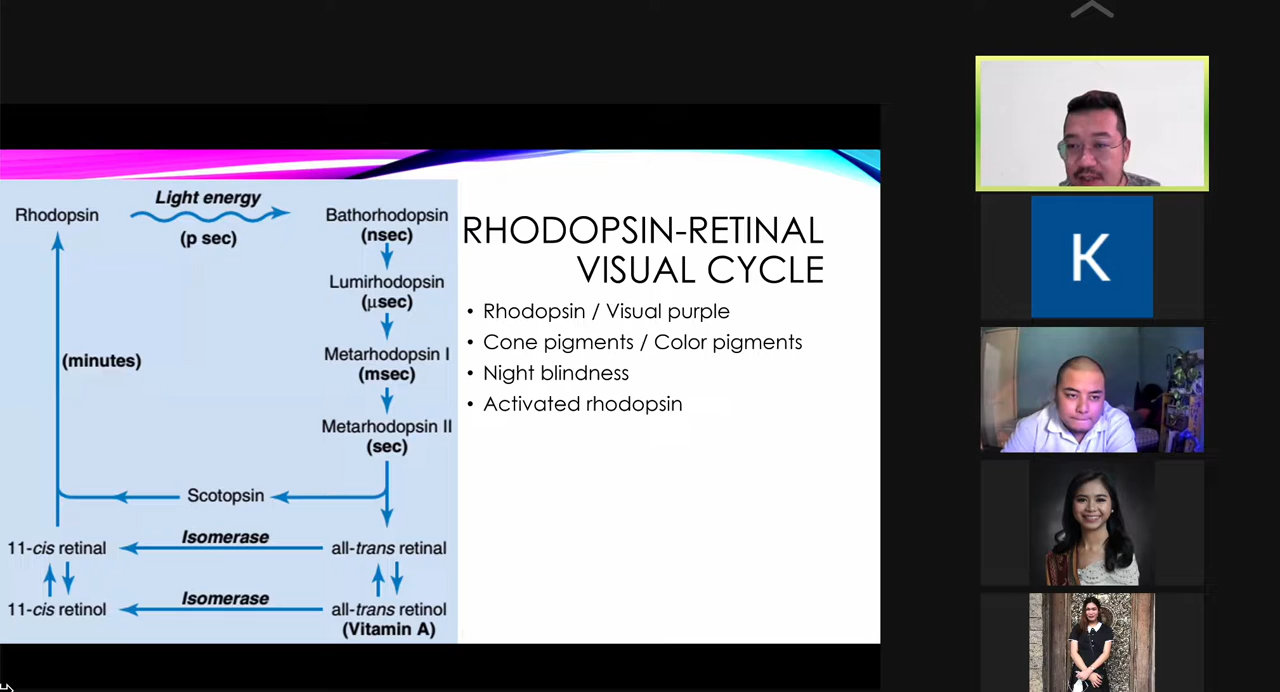 Light energy
Rhodopsin
Bathorhodopsin
(p sec)
(nsec)
Lumirhodopsin
(μsec)
(minutes)
Metarhodopsin I
(msec)
Metarhodopsin II
(sec)
Scotopsin
11-cis retinal
Isomerase
all-trans retinal
11-cis retinol
Isomerase
all-trans retinol
(Vitamin A)
RHODOPSIN-RETINAL
VISUAL CYCLE
• Rhodopsin / Visual purple
• Cone pigments / Color pigments
• Night blindness
• Activated rhodopsin
K